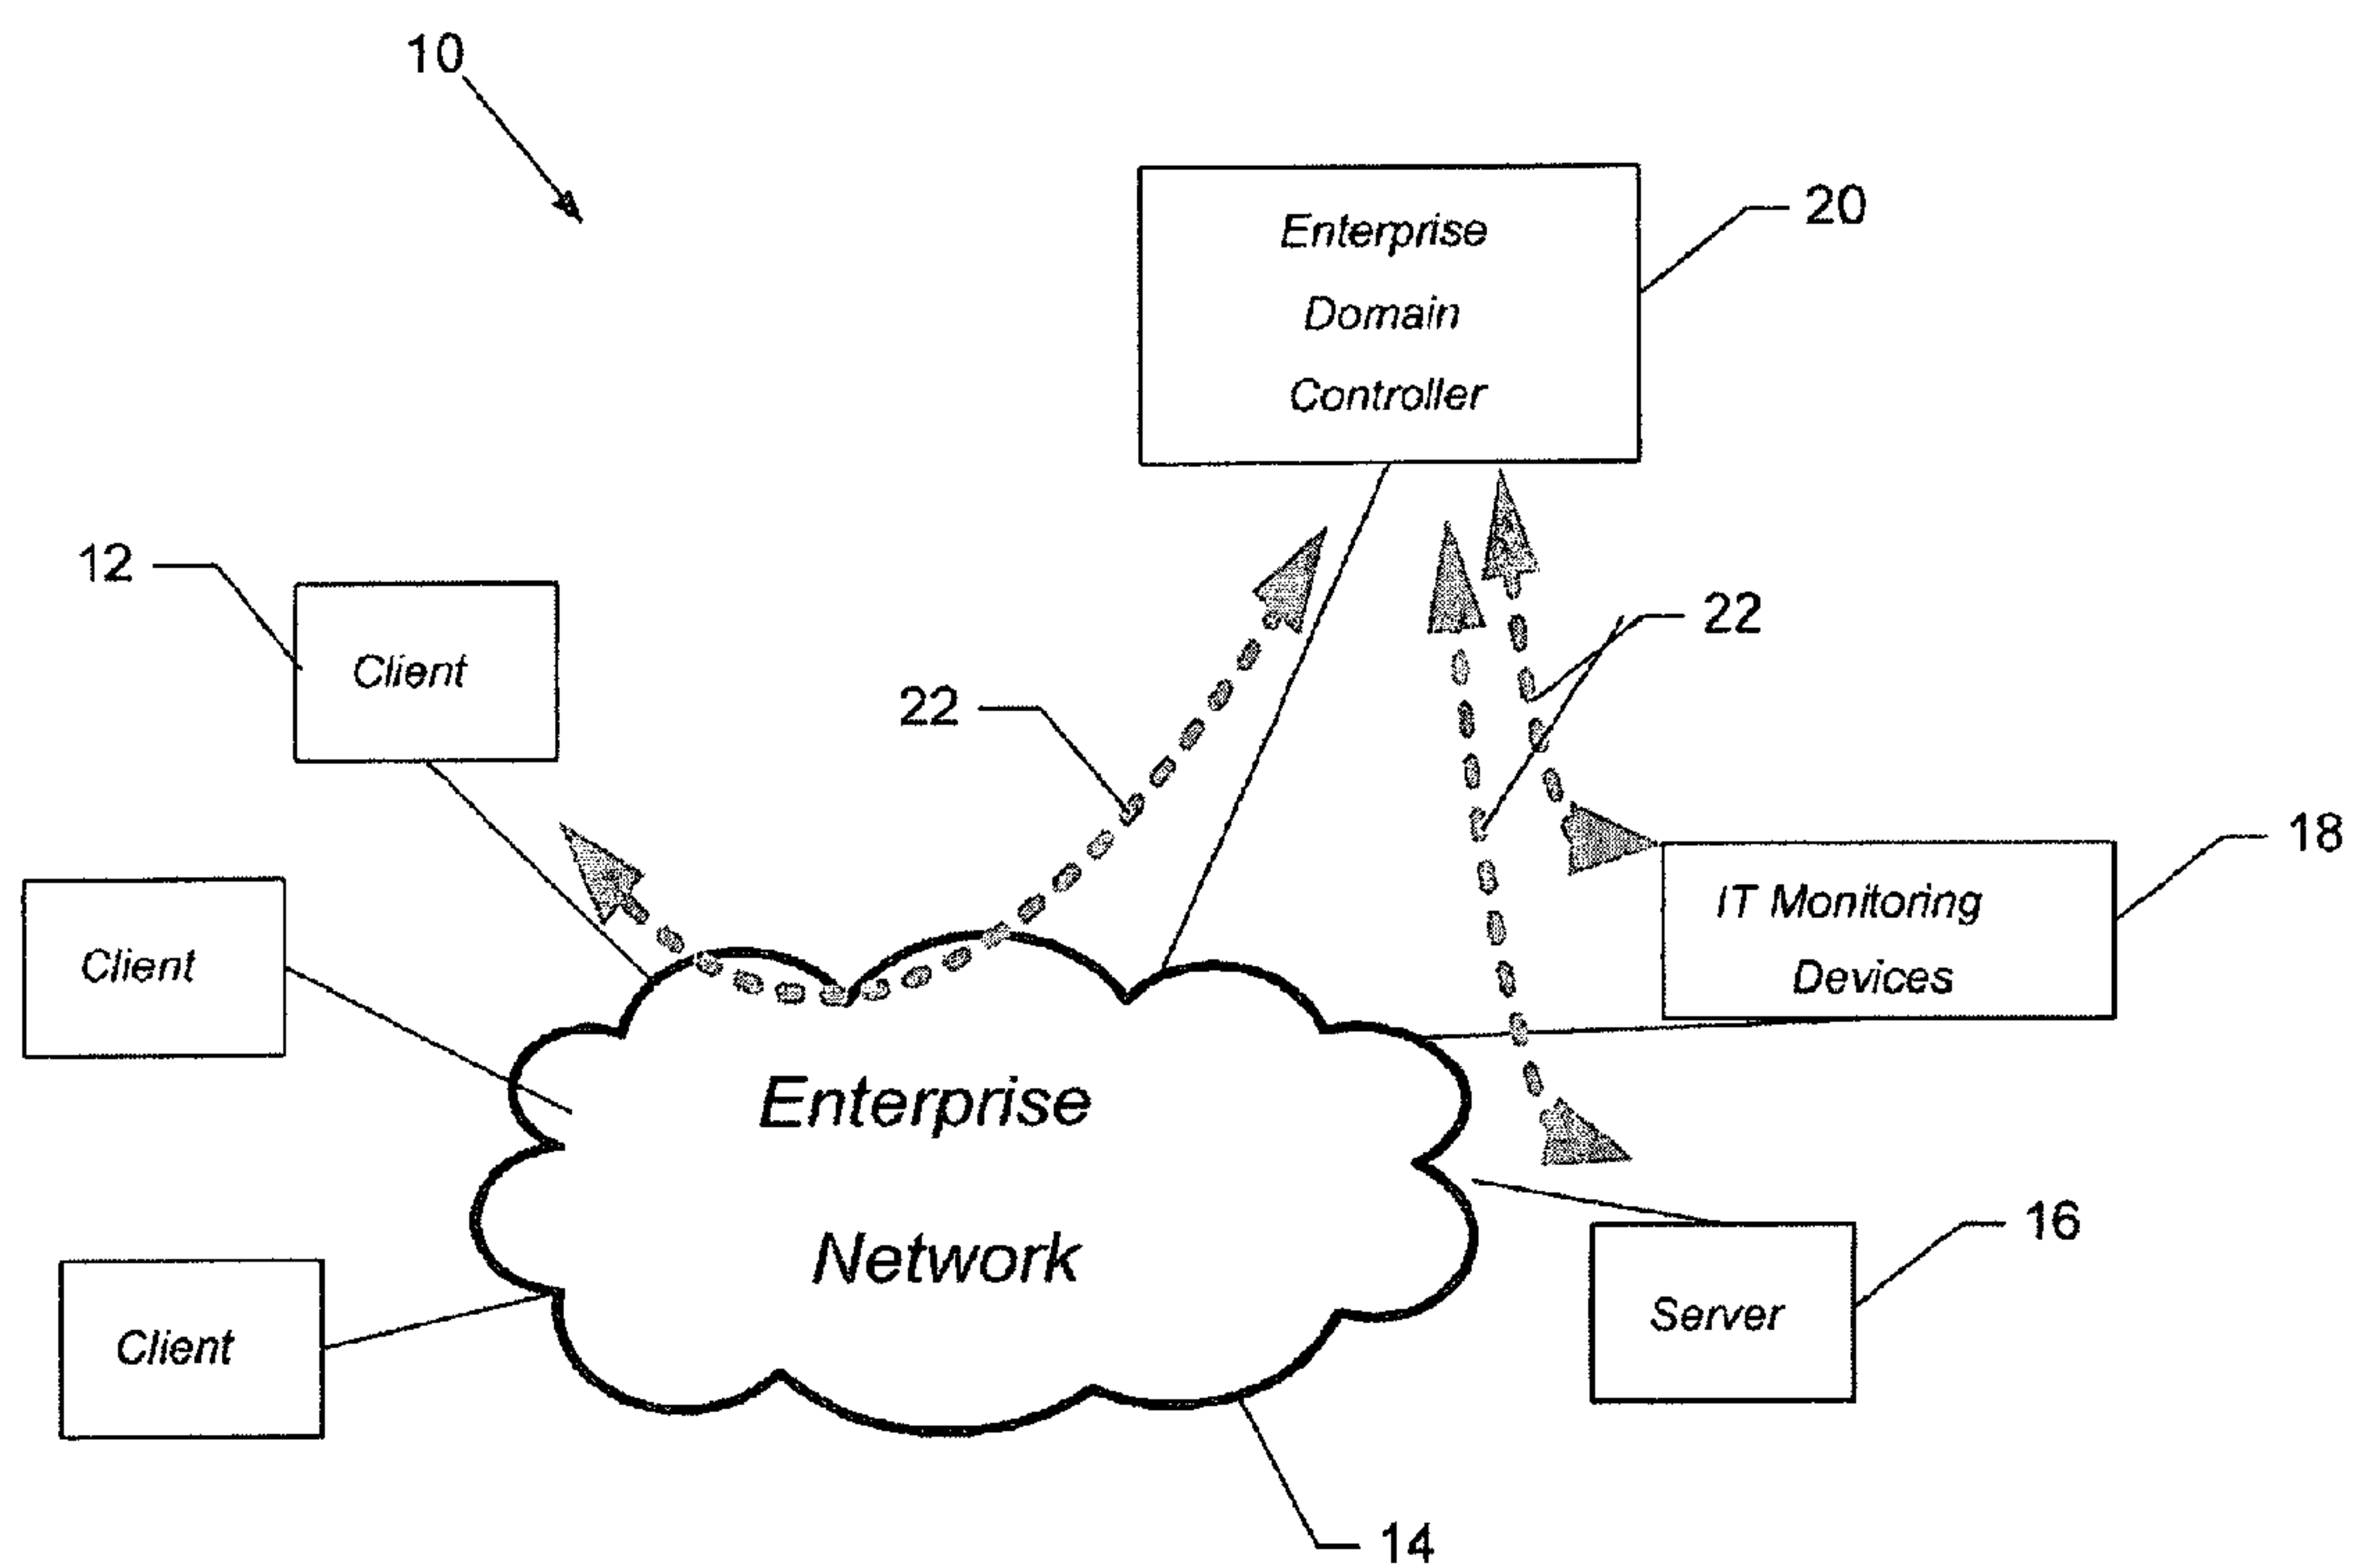 10
Enterprise
Domain
Controller
20
12
Client
22
22
Client
IT Monitoring
Devices
18
Enterprise
Network
Client
Server
16
14